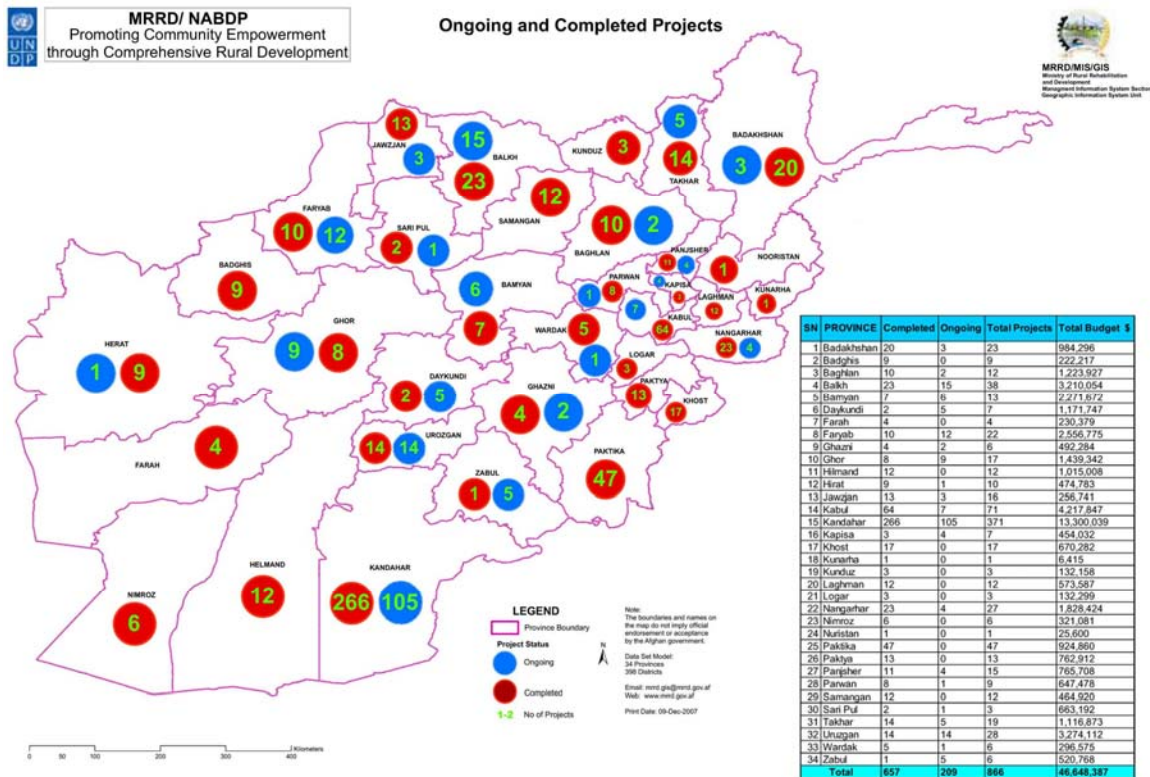 UN
DP
MRRD/ NABDP
Promoting Community Empowerment
through Comprehensive Rural Development
Ongoing and Completed Projects
MRRD/MIS/GIS
Ministry of Rural Rehabilitation
and Development
Managment Information System Section
Geographic Information System Unit
13
JAWZJAN
3
15
BALKH
23
KUNDUZ
3
5
14
TAKHAR
BADAKHSHAN
3 20
FARYAB
10 12
SARI PUL
2 1
12
SAMANGAN
10 2
BAGHLAN
PANJSHER
11 4
1
NOORISTAN
BADGHIS
9
6
BAMYAN
7
PARWAN
1 8
4
KAPISA
3
LAGHMAN
12
KUNARHA
1
HERAT
1 9
GHOR
9 8
WARDAK
5
1
7
KABUL
64
NANGARHAR
23 4
LOGAR
3
DAYKUNDI
2 5
GHAZNI
4 2
PAKTYA
13
KHOST
17
FARAH
4
14 14
UROZGAN
ZABUL
1 5
PAKTIKA
47
NIMROZ
6
HELMAND
12
KANDAHAR
266 105
LEGEND
Province Boundary
Project Status
Ongoing
Completed
1-2 No of Projects
N
Note:
The boundaries and names on
the map do not imply official
endorsement or acceptance
by the Afghan government.
Data Set Model:
34 Provinces
398 Districts
Email: mrrd.gis@mrrd.gov.af
Web: www.mrrd.gov.af
Print Date: 09-Dec-2007
Kilometers
0 50 100 200 300 400
SN PROVINCE Completed Ongoing Total Projects Total Budget $
1 Badakhshan 20 3 23 984,296
2 Badghis 9 0 9 222,217
3 Baghlan 10 2 12 1,223,927
4 Balkh 23 15 38 3,210,054
5 Bamyan 7 6 13 2,271,672
6 Daykundi 2 5 7 1,171,747
7 Farah 4 0 4 230,379
8 Faryab 10 12 22 2,556,775
9 Ghazni 4 2 6 492,284
10 Ghor 8 9 17 1,439,342
11 Hilmand 12 0 12 1,015,008
12 Hirat 9 1 10 474,783
13 Jawzjan 13 3 16 256,741
14 Kabul 64 7 71 4,217,847
15 Kandahar 266 105 371 13,300,039
16 Kapisa 3 4 7 454,032
17 Khost 17 0 17 670,282
18 Kunarha 1 0 1 6,415
19 Kunduz 3 0 3 132,158
20 Laghman 12 0 12 573,587
21 Logar 3 0 3 132,299
22 Nangarhar 23 4 27 1,828,424
23 Nimroz 6 0 6 321,081
24 Nuristan 1 0 1 25,600
25 Paktika 47 0 47 924,860
26 Paktya 13 0 13 762,912
27 Panjsher 11 4 15 765,708
28 Parwan 8 1 9 647,478
29 Samangan 12 0 12 464,920
30 Sari Pul 2 1 3 663,192
31 Takhar 14 5 19 1,116,873
32 Uruzgan 14 14 28 3,274,112
33 Wardak 5 1 6 296,575
34 Zabul 1 5 6 520,768
Total 657 209 866 46,648,387